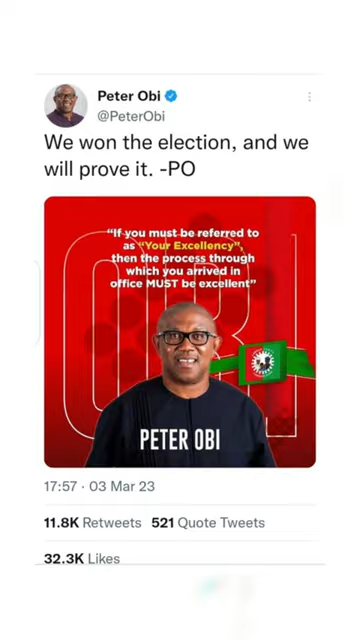 Peter Obi
@PeterObi
We won the election, and we
will prove it. -PO
“If you must be referred to
as “Your Excellency”,
then the process through
which you arrived in
office MUST be excellent”
OBI
PETER OBI
17:57 · 03 Mar 23
11.8K Retweets 521 Quote Tweets
32.3K Likes